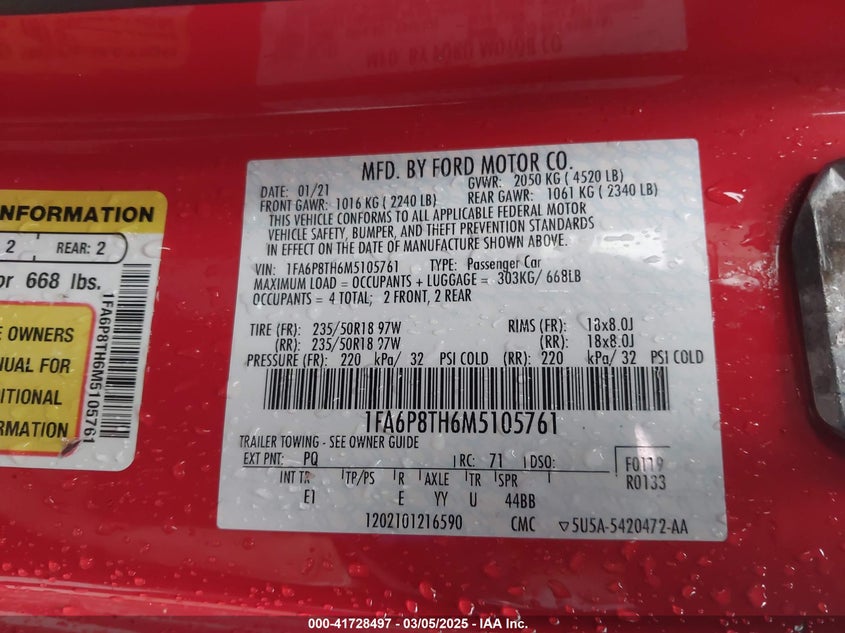 INFORMATION
2 REAR: 2
or 668 lbs.
E OWNERS
NUAL FOR
DITIONAL
ORMATION
1FA6P8TH6M5105761
MFD. BY FORD MOTOR CO.
DATE: 01/21 GVWR: 2050 KG ( 4520 LB)
FRONT GAWR: 1016 KG ( 2240 LB) REAR GAWR: 1061 KG ( 2340 LB)
THIS VEHICLE CONFORMS TO ALL APPLICABLE FEDERAL MOTOR
VEHICLE SAFETY, BUMPER, AND THEFT PREVENTION STANDARDS
IN EFFECT ON THE DATE OF MANUFACTURE SHOWN ABOVE.
VIN: 1FA6P8TH6M5105761 TYPE: Passenger Car
MAXIMUM LOAD = OCCUPANTS + LUGGAGE = 303KG/ 668LB
OCCUPANTS = 4 TOTAL; 2 FRONT, 2 REAR
TIRE (FR): 235/50R18 97W RIMS (FR): 18x8.0J
(RR): 235/50R18 97W (RR): 18x8.0J
PRESSURE (FR): 220 kPa/ 32 PSI COLD (RR): 220 kPa/ 32 PSI COLD
1FA6P8TH6M5105761
TRAILER TOWING - SEE OWNER GUIDE
EXT PNT: PQ RC: 71 DSO: F0119
R0133
INT TR TP/PS R AXLE TR SPR
E1 E YY U 44BB
1202101216590 CMC ▽5U5A-5420472-AA
000-41728497 - 03/05/2025 - IAA Inc.